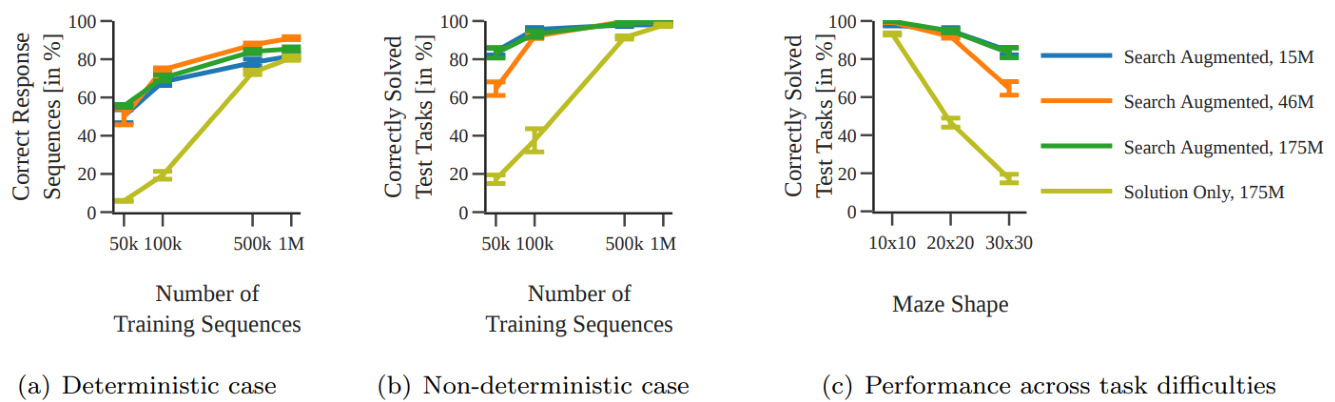 Correct Response
Sequences [in %]
100
80
60
40
20
0
50k 100k 500k 1M
Number of
Training Sequences
(a) Deterministic case
Correctly Solved
Test Tasks [in %]
100
80
60
40
20
0
50k 100k 500k 1M
Number of
Training Sequences
(b) Non-deterministic case
Correctly Solved
Test Tasks [in %]
100
80
60
40
20
0
10x10 20x20 30x30
Maze Shape
(c) Performance across task difficulties
Search Augmented, 15M
Search Augmented, 46M
Search Augmented, 175M
Solution Only, 175M